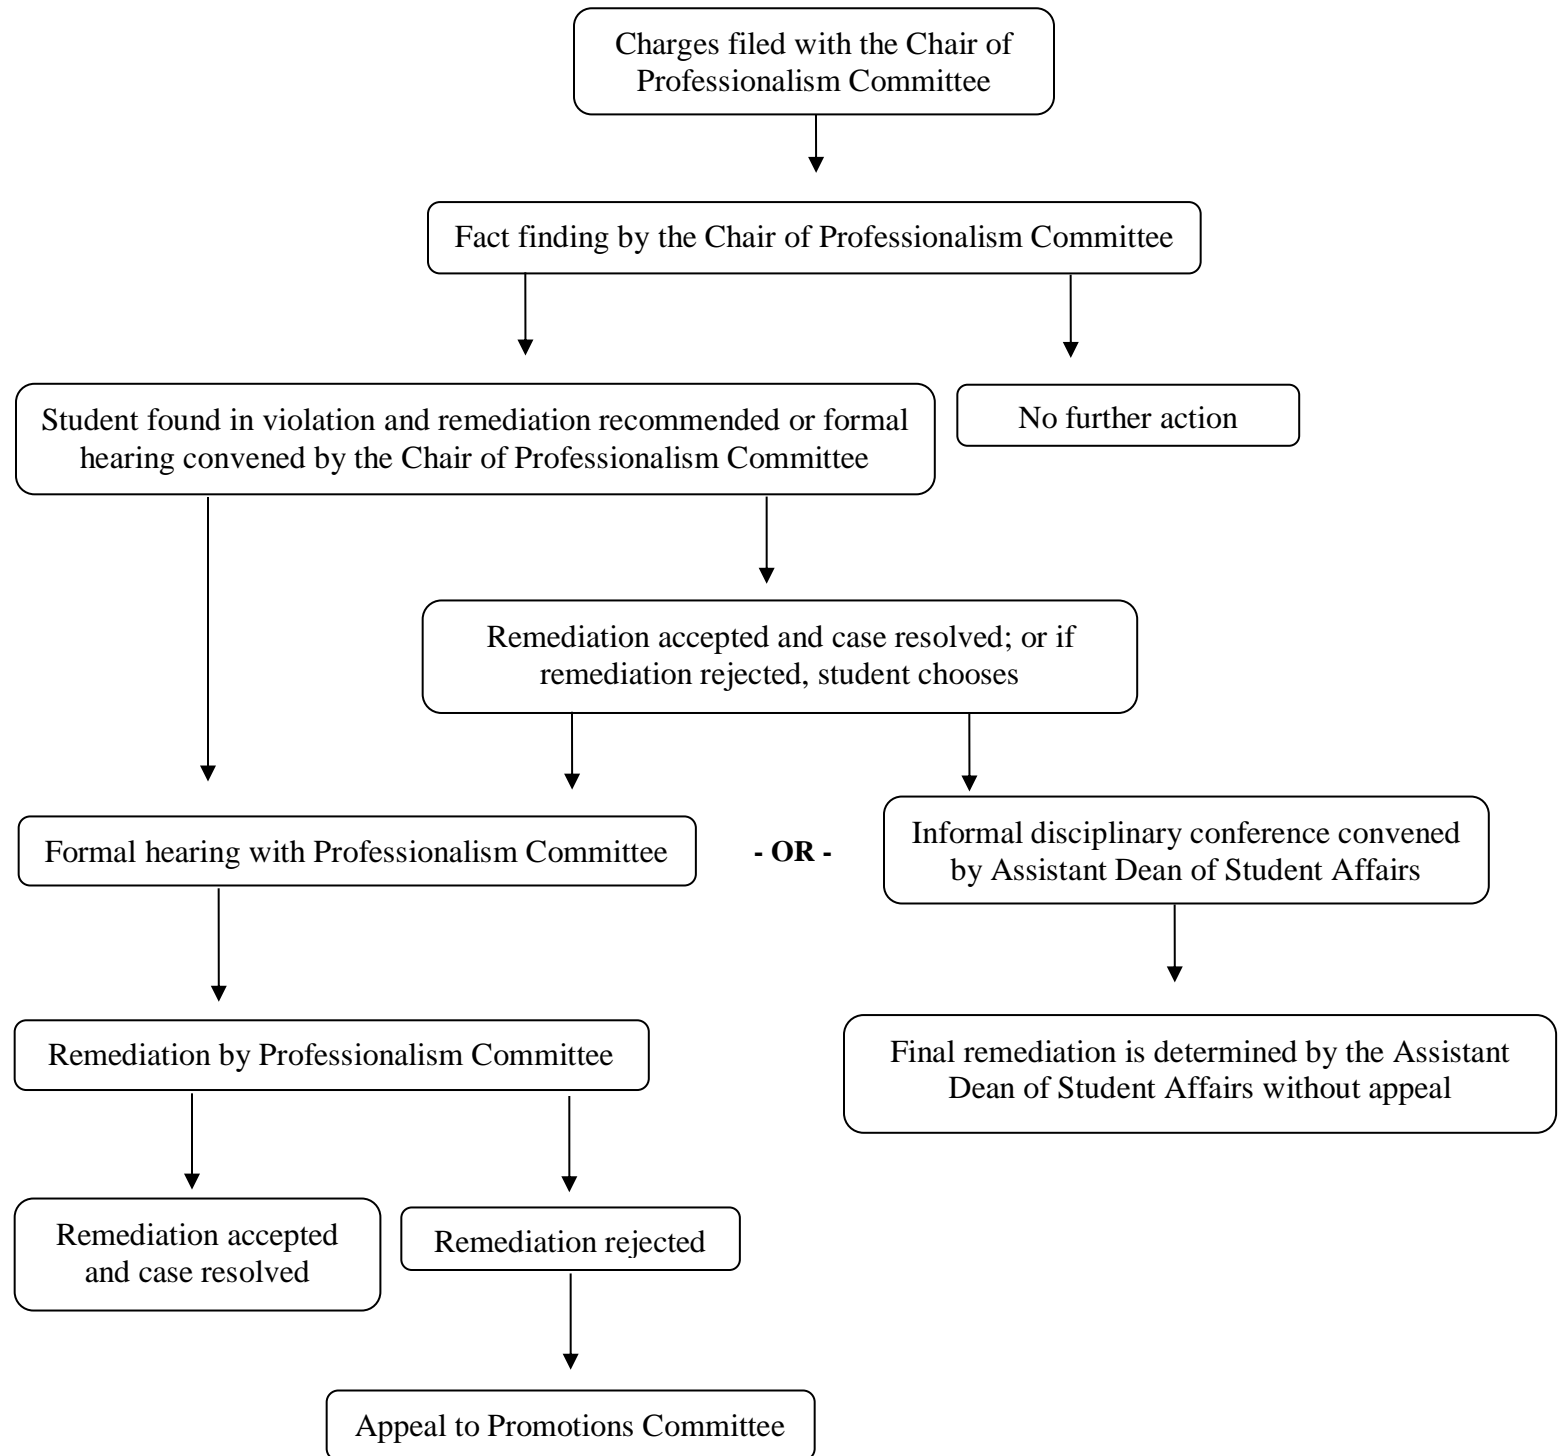 Charges filed with the Chair of
Professionalism Committee
Fact finding by the Chair of Professionalism Committee
Student found in violation and remediation recommended or formal
hearing convened by the Chair of Professionalism Committee
No further action
Remediation accepted and case resolved; or if
remediation rejected, student chooses
Formal hearing with Professionalism Committee
- OR -
Informal disciplinary conference convened
by Assistant Dean of Student Affairs
Remediation by Professionalism Committee
Final remediation is determined by the Assistant
Dean of Student Affairs without appeal
Remediation accepted
and case resolved
Remediation rejected
Appeal to Promotions Committee